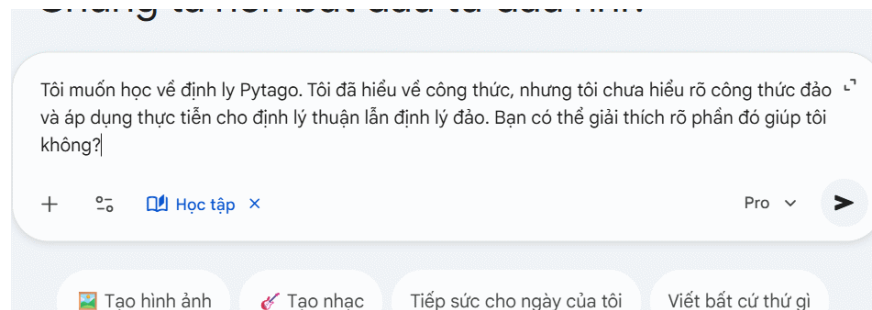 Tôi muốn học về định ly Pytago. Tôi đã hiểu về công thức, nhưng tôi chưa hiểu rõ công thức đảo
và áp dụng thực tiễn cho định lý thuận lẫn định lý đảo. Bạn có thể giải thích rõ phần đó giúp tôi
không?
Học tập
Pro
Tạo hình ảnh
Tạo nhạc
Tiếp sức cho ngày của tôi
Viết bất cứ thứ gì